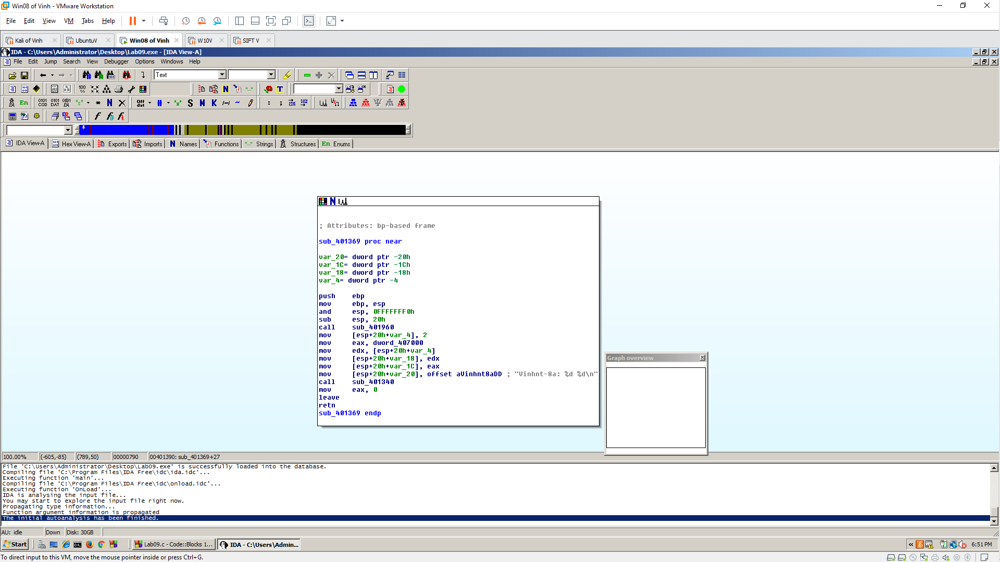 Win08 of Vinh - VMware Workstation
File Edit View VM Tabs Help
Kali of Vinh UbuntuV Win08 of Vinh W10V SIFT V
IDA - C:\Users\Administrator\Desktop\Lab09.exe - [IDA View-A]
File Edit Jump Search View Debugger Options Windows Help
Text
IDA View-A Hex View-A Exports Imports N Names Functions Strings Structures En Enums
; Attributes: bp-based frame
sub_401369 proc near
var_20= dword ptr -20h
var_1C= dword ptr -1Ch
var_18= dword ptr -18h
var_4= dword ptr -4
push ebp
mov ebp, esp
and esp, 0FFFFFFF0h
sub esp, 20h
call sub_401960
mov [esp+20h+var_4], 2
mov eax, dword_407000
mov edx, [esp+20h+var_4]
mov [esp+20h+var_18], edx
mov [esp+20h+var_1C], eax
mov [esp+20h+var_20], offset aVinhnt8aDD ; "Vinhnt-8a: %d %d\n"
call sub_401340
mov eax, 0
leave
retn
sub_401369 endp
Graph overview
100.00% (-605,-85) (789,50) 00000790 00401390: sub_401369+27
File 'C:\Users\Administrator\Desktop\Lab09.exe' is successfully loaded into the database.
Compiling file 'C:\Program Files\IDA Free\idc\ida.idc'...
Executing function 'main'...
Compiling file 'C:\Program Files\IDA Free\idc\onload.idc'...
Executing function 'OnLoad'...
IDA is analysing the input file...
You may start to explore the input file right now.
Propagating type information...
Function argument information is propagated
The initial autoanalysis has been finished.
AU: idle Down Disk: 30GB
Start Lab09.c - Code::Blocks 1... IDA - C:\Users\Admin... 6:51 PM
To direct input to this VM, move the mouse pointer inside or press Ctrl+G.